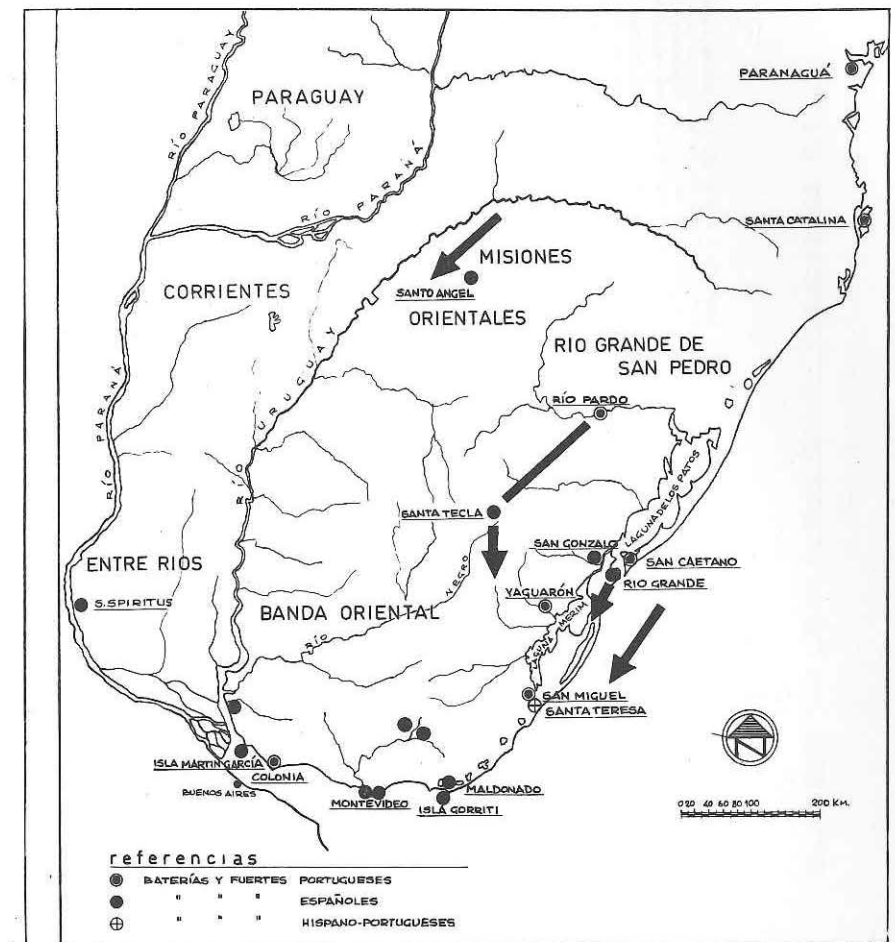 PARANAGUÁ
RÍO PARAGUAY
PARAGUAY
RÍO PARANÁ
SANTA CATALINA
MISIONES
SANTO ANGEL
ORIENTALES
CORRIENTES
RÍO URUGUAY
RIO GRANDE DE
SAN PEDRO
RÍO PARANÁ
RÍO PARDO
LAGUNA DE LOS PATOS
SANTA TECLA
SAN GONZALO
SAN CAETANO
RIO GRANDE
ENTRE RIOS
S. SPIRITUS
BANDA ORIENTAL
RÍO NEGRO
YAGUARÓN
LAGUNA MERIM
SAN MIGUEL
SANTA TERESA
ISLA MARTIN GARCÍA
COLONIA
BUENOS AIRES
MONTEVIDEO
MALDONADO
ISLA GORRITI
N
0 20 40 60 80 100 200 KM.
referencias
BATERÍAS Y FUERTES PORTUGUESES
" " " ESPAÑOLES
" " " HISPANO-PORTUGUESES